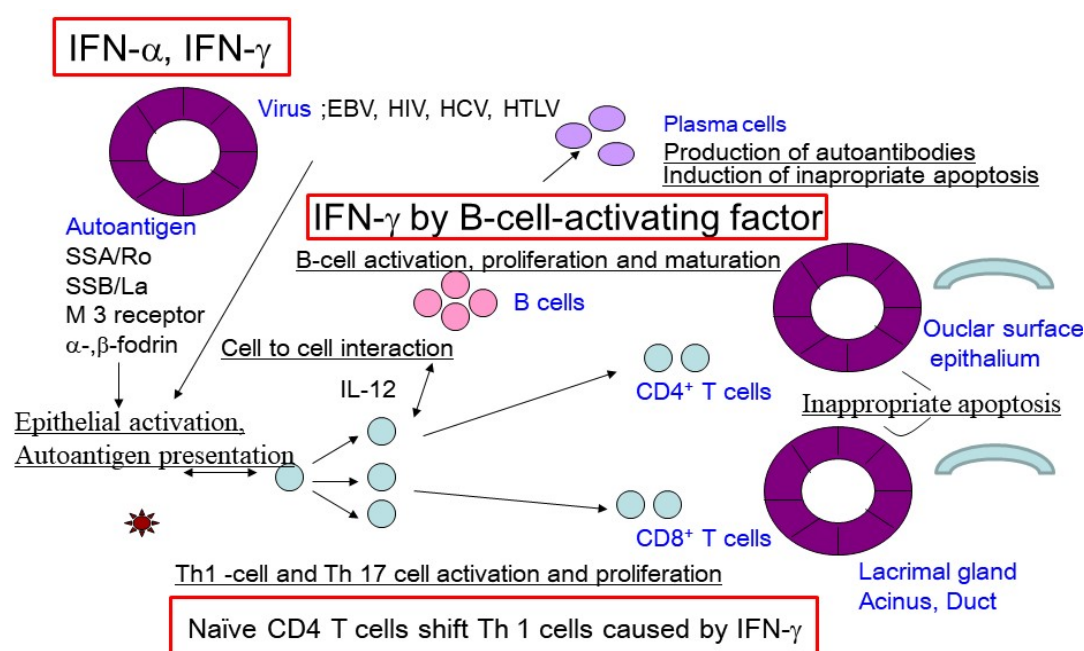 IFN-α, IFN-γ
Virus ;EBV, HIV, HCV, HTLV
Plasma cells
Production of autoantibodies
Induction of inapropriate apoptosis
IFN-γ by B-cell-activating factor
Autoantigen
SSA/Ro
SSB/La
M 3 receptor
α-,β-fodrin
B-cell activation, proliferation and maturation
B cells
Ouclar surface
epithalium
Cell to cell interaction
IL-12
CD4⁺ T cells
Inappropriate apoptosis
Epithelial activation,
Autoantigen presentation
CD8⁺ T cells
Th1 -cell and Th 17 cell activation and proliferation
Lacrimal gland
Acinus, Duct
Naïve CD4 T cells shift Th 1 cells caused by IFN-γ